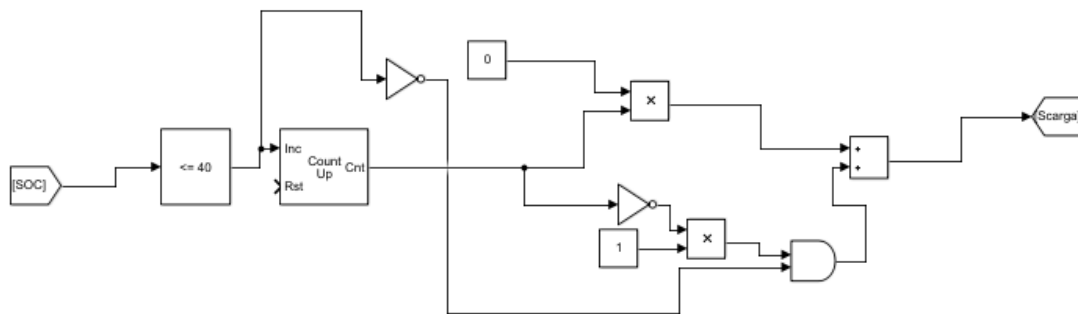 [SOC]
<= 40
Inc
Rst
Count
Up
Cnt
0
×
1
×
+
+
[Scarga]